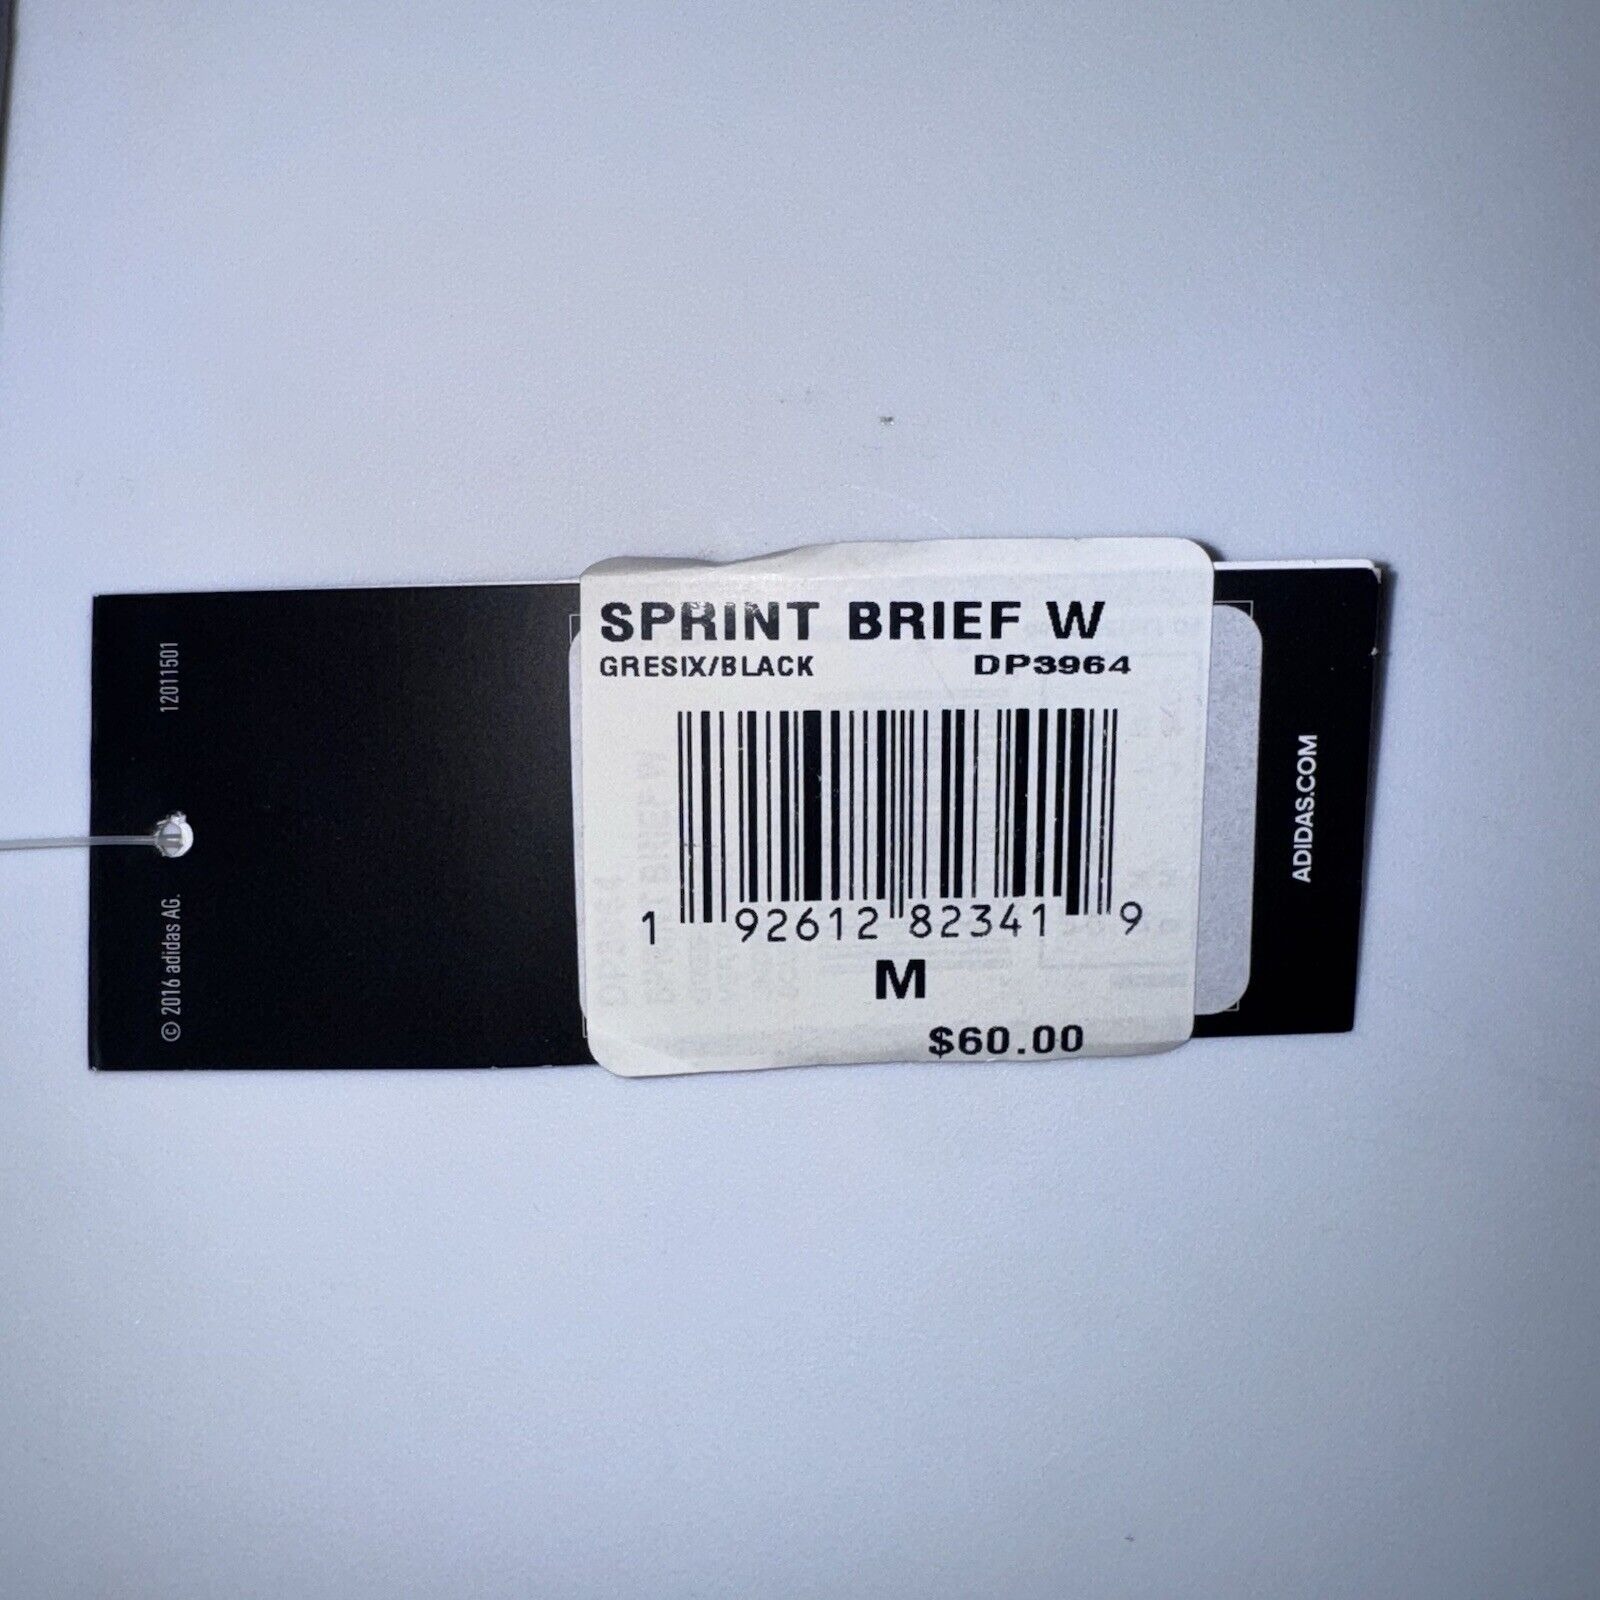 SPRINT BRIEF W
GRESIX/BLACK DP3964
1 92612 82341 9
M
$60.00
12011501
© 2016 adidas AG.
ADIDAS.COM